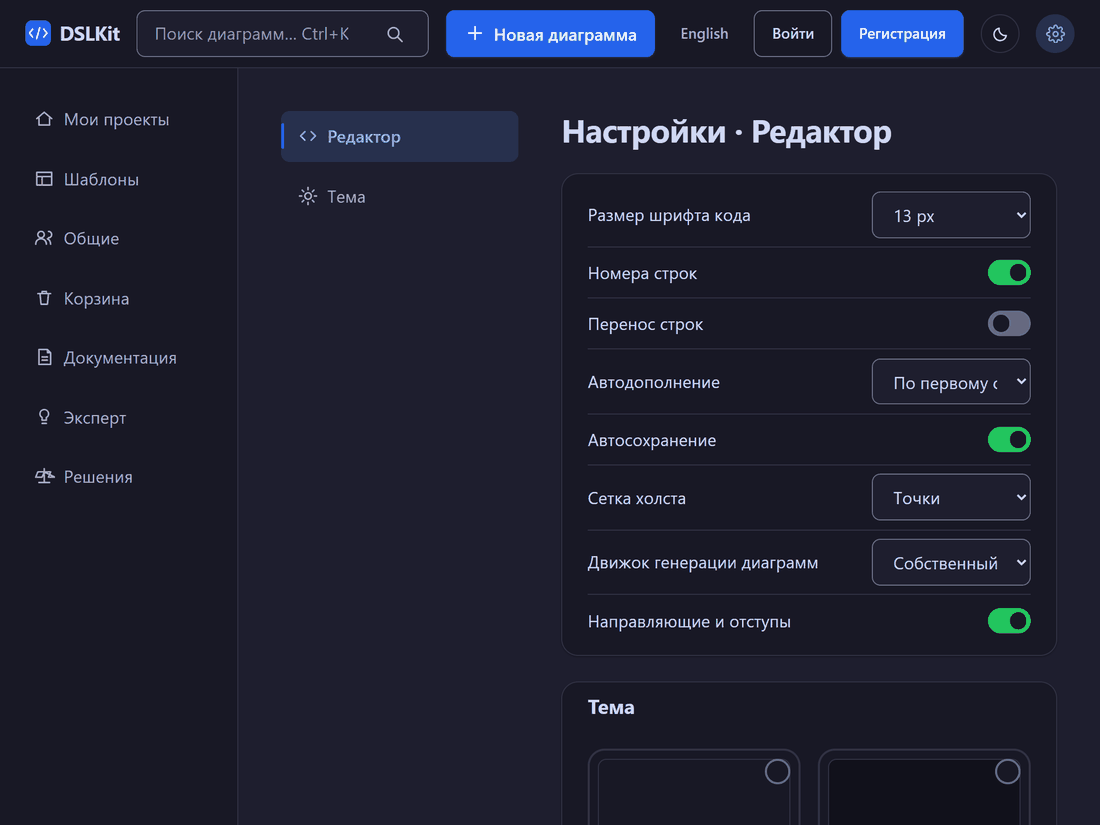 DSLKit
Поиск диаграмм... Ctrl+K
Новая диаграмма
English
Войти
Регистрация
Мои проекты
Шаблоны
Общие
Корзина
Документация
Эксперт
Решения
Редактор
Тема
Настройки · Редактор
Размер шрифта кода
13 px
Номера строк
Перенос строк
Автодополнение
По первому с
Автосохранение
Сетка холста
Точки
Движок генерации диаграмм
Собственный
Направляющие и отступы
Тема